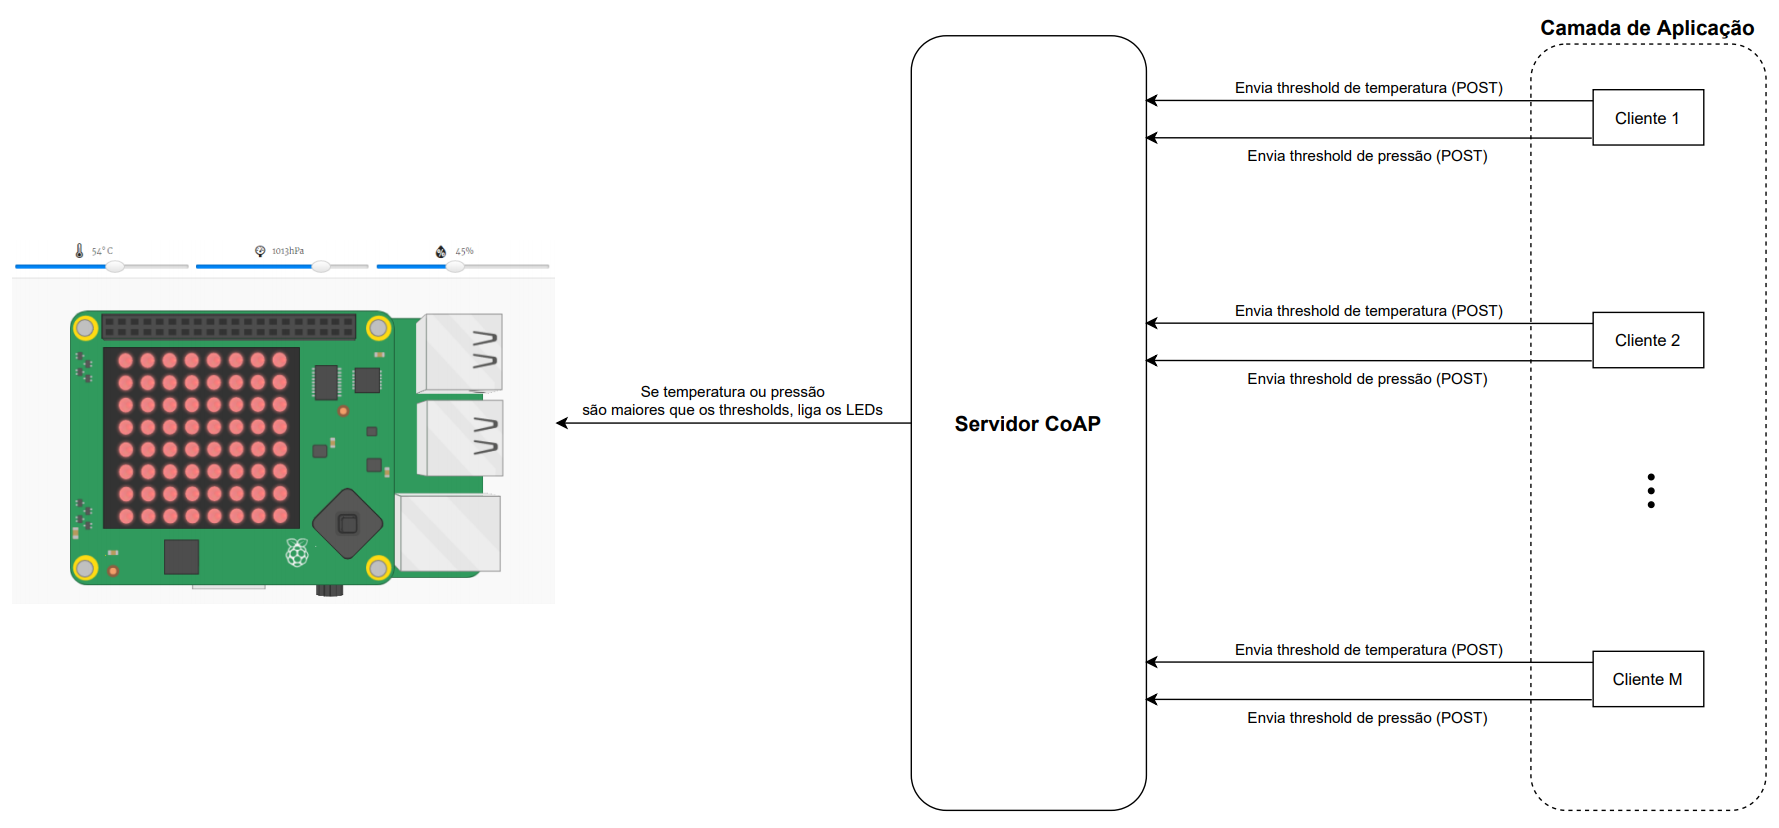 Camada de Aplicação
Envia threshold de temperatura (POST)
Cliente 1
Envia threshold de pressão (POST)
54°C
1013hPa
45%
Envia threshold de temperatura (POST)
Cliente 2
Envia threshold de pressão (POST)
Se temperatura ou pressão
são maiores que os thresholds, liga os LEDs
Servidor CoAP
Envia threshold de temperatura (POST)
Cliente M
Envia threshold de pressão (POST)